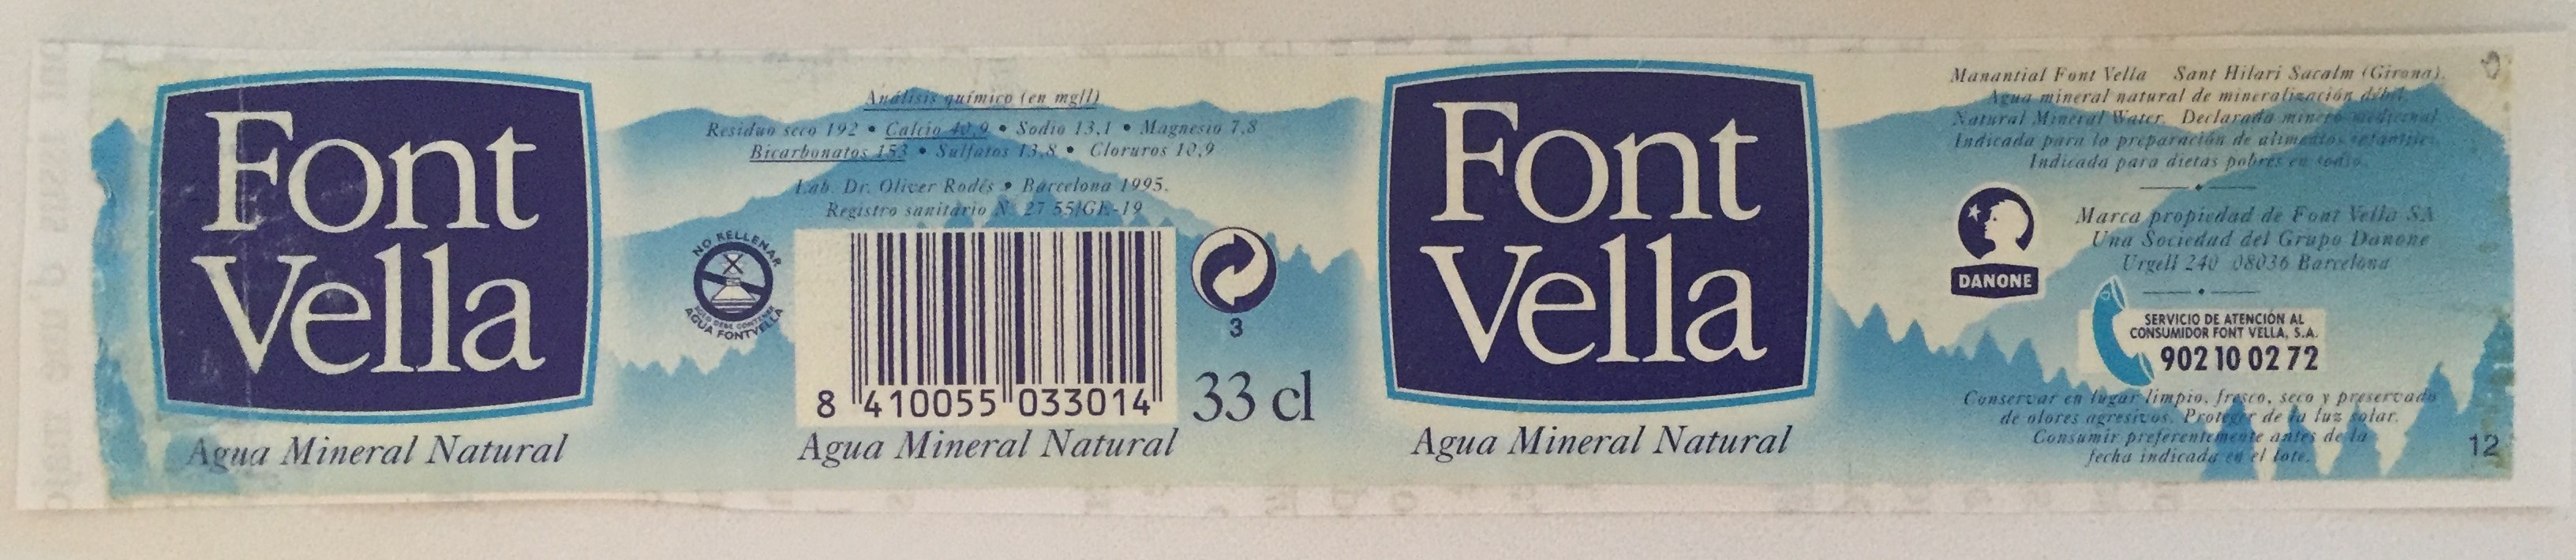 Font
Vella
Agua Mineral Natural
Análisis químico (en mg/l)
Residuo seco 192 • Calcio 40,9 • Sodio 13,1 • Magnesio 7,8
Bicarbonatos 153 • Sulfatos 13,8 • Cloruros 10,9
Lab. Dr. Oliver Rodés • Barcelona 1995.
Registro sanitario N. 27 551GE-19
NO RELLENAR
SOLO DEBE CONTENER
AGUA FONTVELLA
8 410055 033014
3
33 cl
Agua Mineral Natural
Font
Vella
Agua Mineral Natural
Manantial Font Vella Sant Hilari Sacalm (Girona).
Agua mineral natural de mineralización débil.
Natural Mineral Water. Declarada minero medicinal
Indicada para la preparación de alimentos infantiles.
Indicada para dietas pobres en sodio.
DANONE
Marca propiedad de Font Vella SA
Una Sociedad del Grupo Danone
Urgell 240 08036 Barcelona
SERVICIO DE ATENCIÓN AL
CONSUMIDOR FONT VELLA, S.A.
902 10 02 72
Conservar en lugar limpio, fresco, seco y preservado
de olores agresivos. Proteger de la luz solar.
Consumir preferentemente antes de la
fecha indicada en el lote.
12